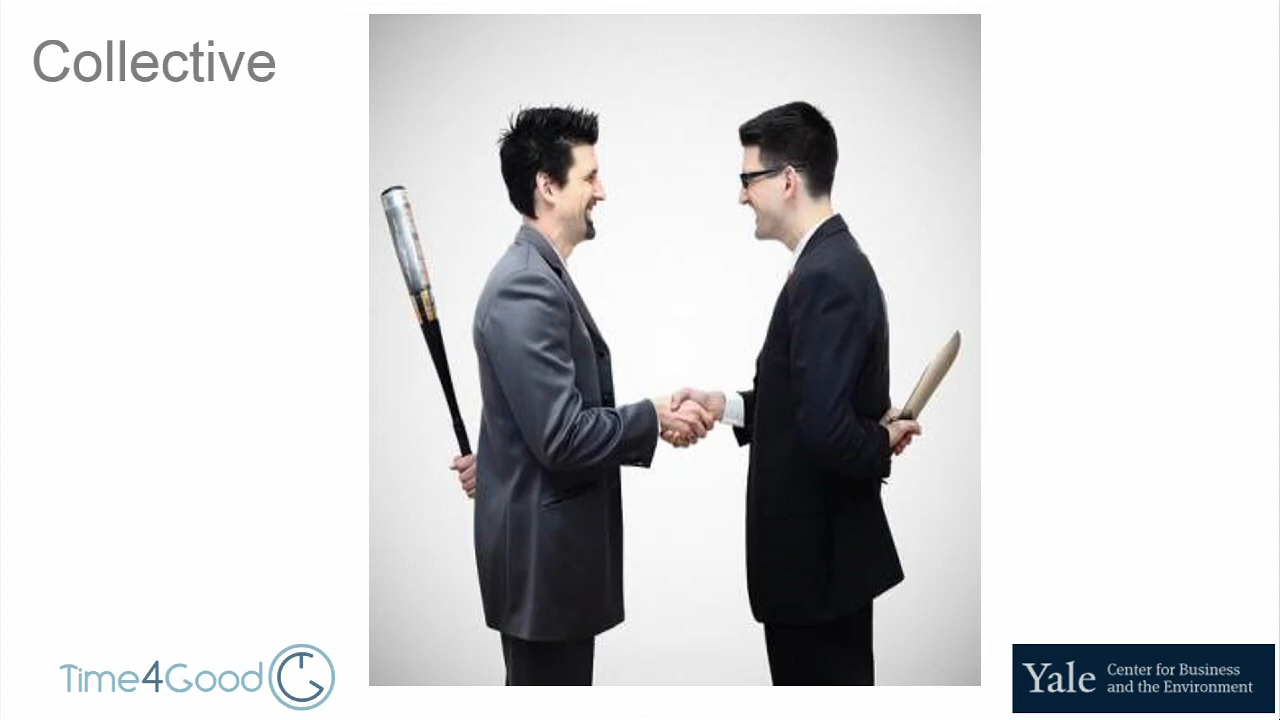 Collective
Time4Good
Yale
Center for Business
and the Environment